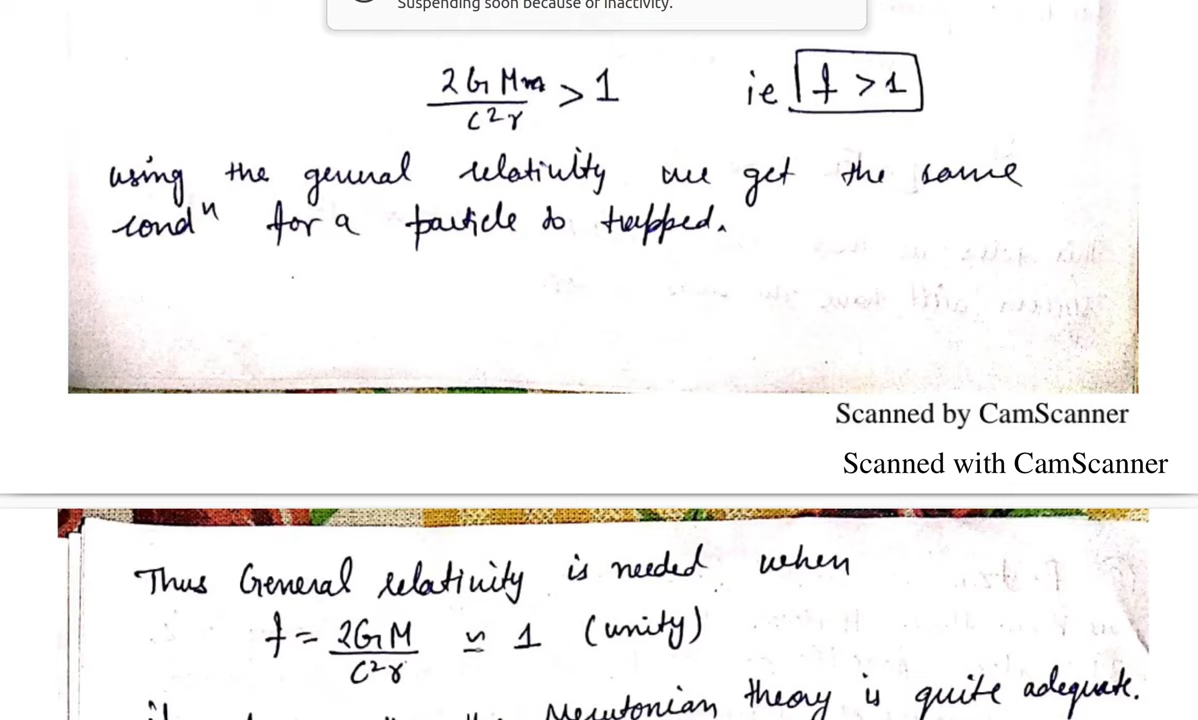 Suspending soon because of inactivity.
2GMm / c²r > 1 ie f > 1
using the general relativity we get the same
condⁿ for a particle to trapped.
Scanned by CamScanner
Scanned with CamScanner
Thus General relativity is needed when
f = 2GM / c²r ≃ 1 (unity)
Newtonian theory is quite adequate.